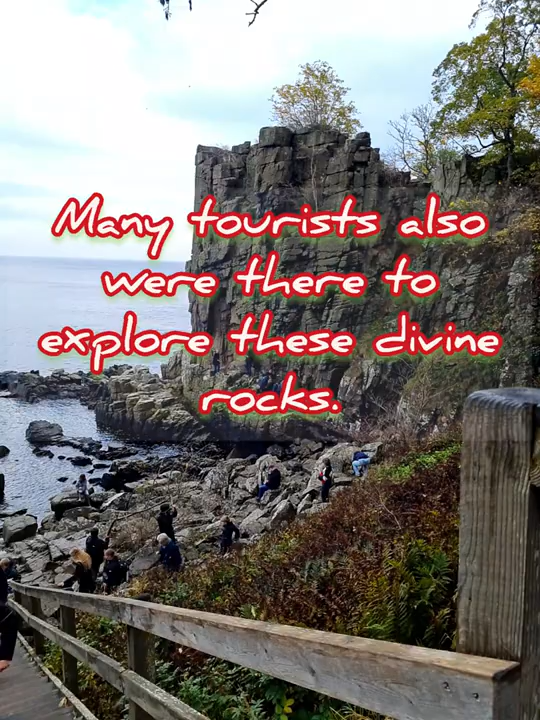 Many tourists also
were there to
explore these divine
rocks.